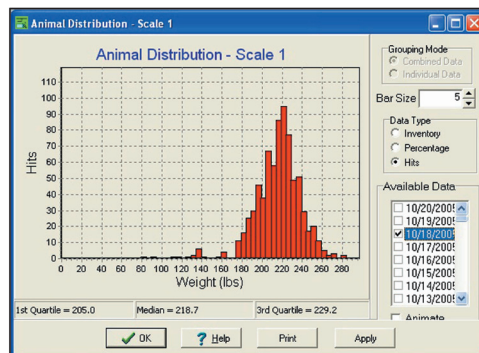 Animal Distribution - Scale 1
Animal Distribution - Scale 1
Hits
110
100
90
80
70
60
50
40
30
20
10
0
0 20 40 60 80 100 120 140 160 180 200 220 240 260 280
Weight (lbs)
1st Quartile = 205.0 Median = 218.7 3rd Quartile = 229.2
Grouping Mode
Combined Data
Individual Data
Bar Size 5
Data Type
Inventory
Percentage
Hits
Available Data
10/20/2005
10/19/2005
10/18/2005
10/17/2005
10/16/2005
10/15/2005
10/14/2005
10/13/2005
Animate
OK ? Help Print Apply